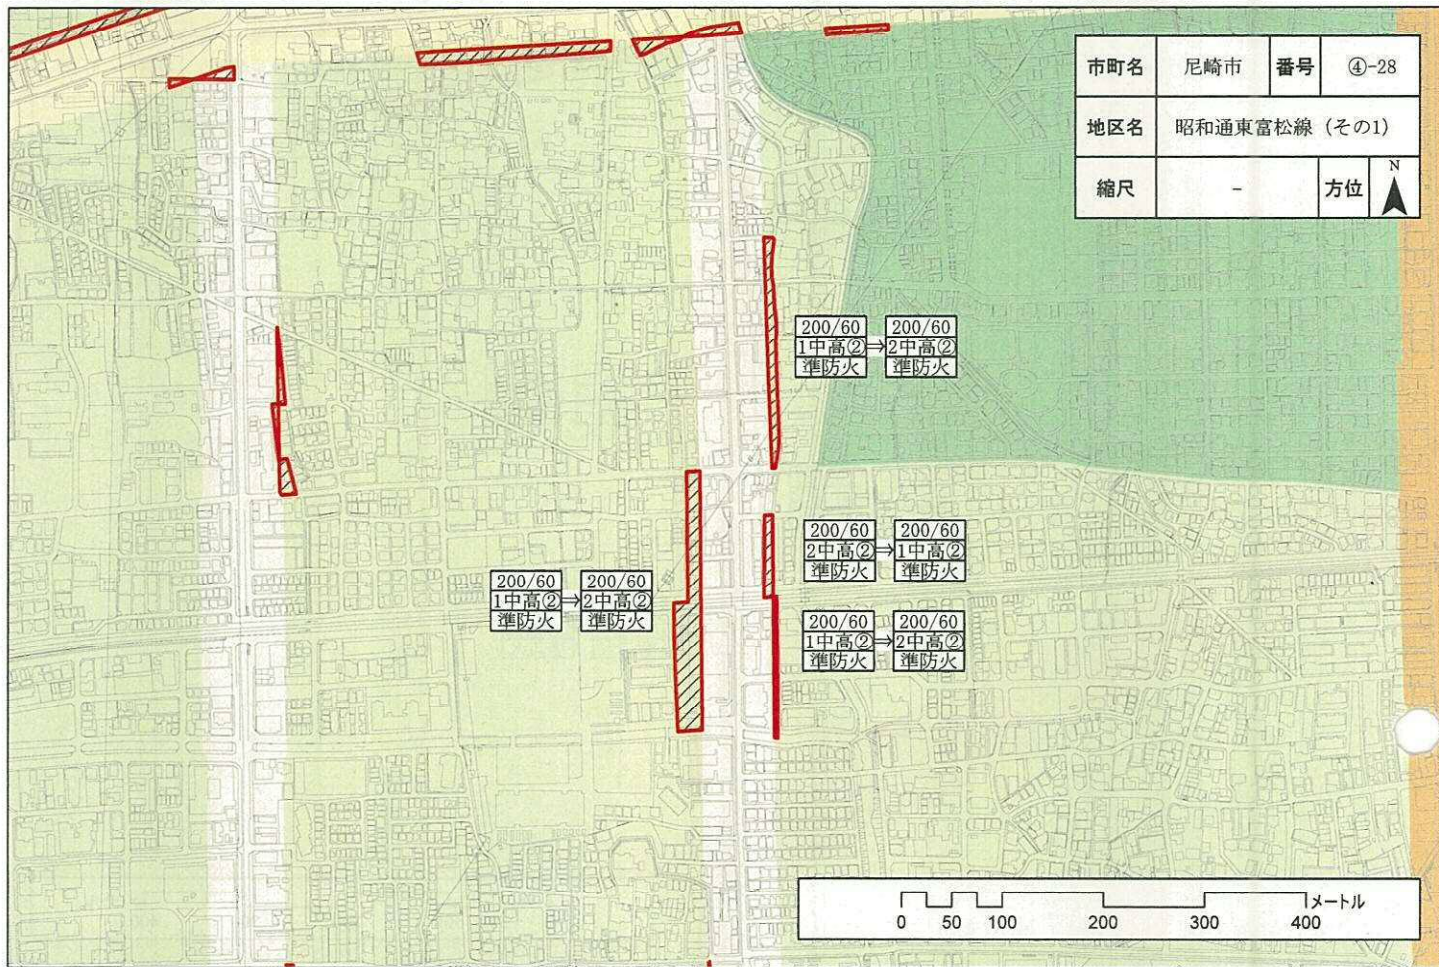 市町名 尼崎市 番号 ④-28
地区名 昭和通東富松線 (その1)
縮尺 - 方位 N
200/60 200/60
1中高②⇒2中高②
準防火 準防火
200/60 200/60
2中高②⇒1中高②
準防火 準防火
200/60 200/60
1中高②⇒2中高②
準防火 準防火
200/60 200/60
1中高②⇒2中高②
準防火 準防火
メートル
0 50 100 200 300 400